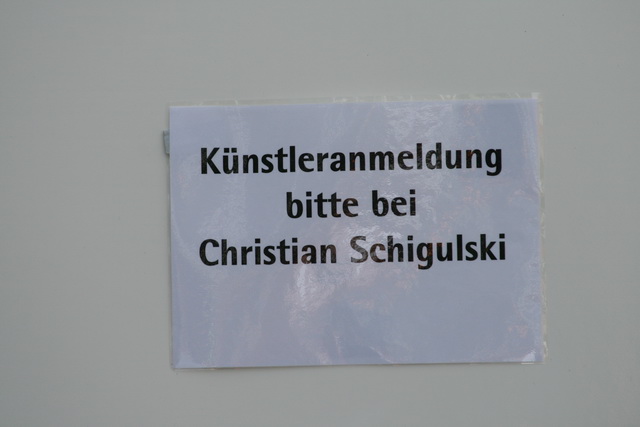 Künstleranmeldung
bitte bei
Christian Schigulski